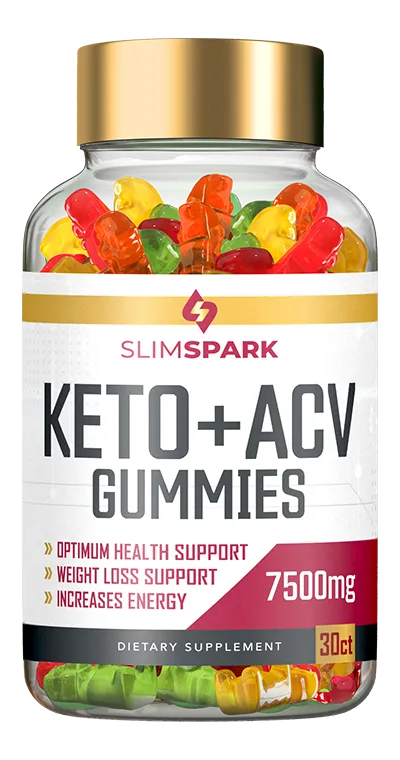 SLIMSPARK
KETO+ACV
GUMMIES
» OPTIMUM HEALTH SUPPORT
» WEIGHT LOSS SUPPORT
» INCREASES ENERGY
7500mg
DIETARY SUPPLEMENT
30ct